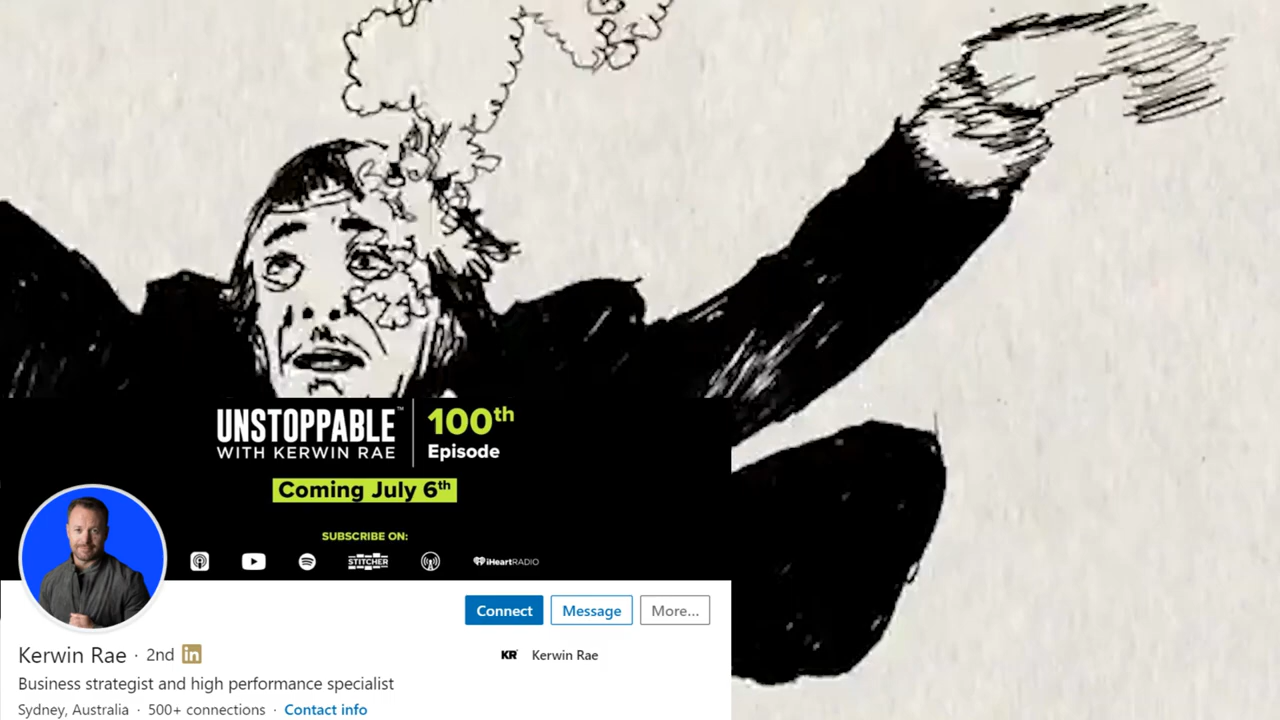 UNSTOPPABLE™
WITH KERWIN RAE
100th
Episode
Coming July 6th
SUBSCRIBE ON:
STITCHER
iHeartRADIO
Connect
Message
More...
Kerwin Rae · 2nd in
KR Kerwin Rae
Business strategist and high performance specialist
Sydney, Australia · 500+ connections · Contact info